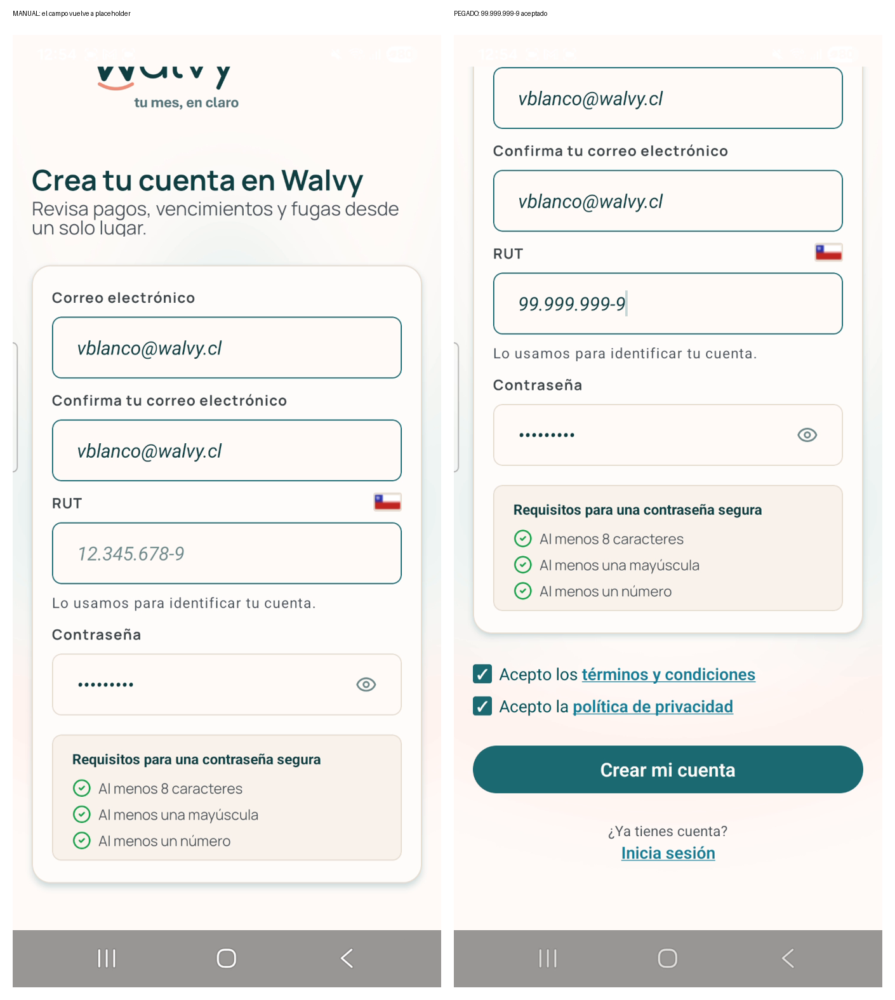 MANUAL: el campo vuelve a placeholder
12:54
Walvy
tu mes, en claro
Crea tu cuenta en Walvy
Revisa pagos, vencimientos y fugas desde
un solo lugar.
Correo electrónico
vblanco@walvy.cl
Confirma tu correo electrónico
vblanco@walvy.cl
RUT
12.345.678-9
Lo usamos para identificar tu cuenta.
Contraseña
•••••••••
Requisitos para una contraseña segura
Al menos 8 caracteres
Al menos una mayúscula
Al menos un número
PEGADO: 99.999.999-9 aceptado
12:54
vblanco@walvy.cl
Confirma tu correo electrónico
vblanco@walvy.cl
RUT
99.999.999-9
Lo usamos para identificar tu cuenta.
Contraseña
•••••••••
Requisitos para una contraseña segura
Al menos 8 caracteres
Al menos una mayúscula
Al menos un número
Acepto los términos y condiciones
Acepto la política de privacidad
Crear mi cuenta
¿Ya tienes cuenta?
Inicia sesión